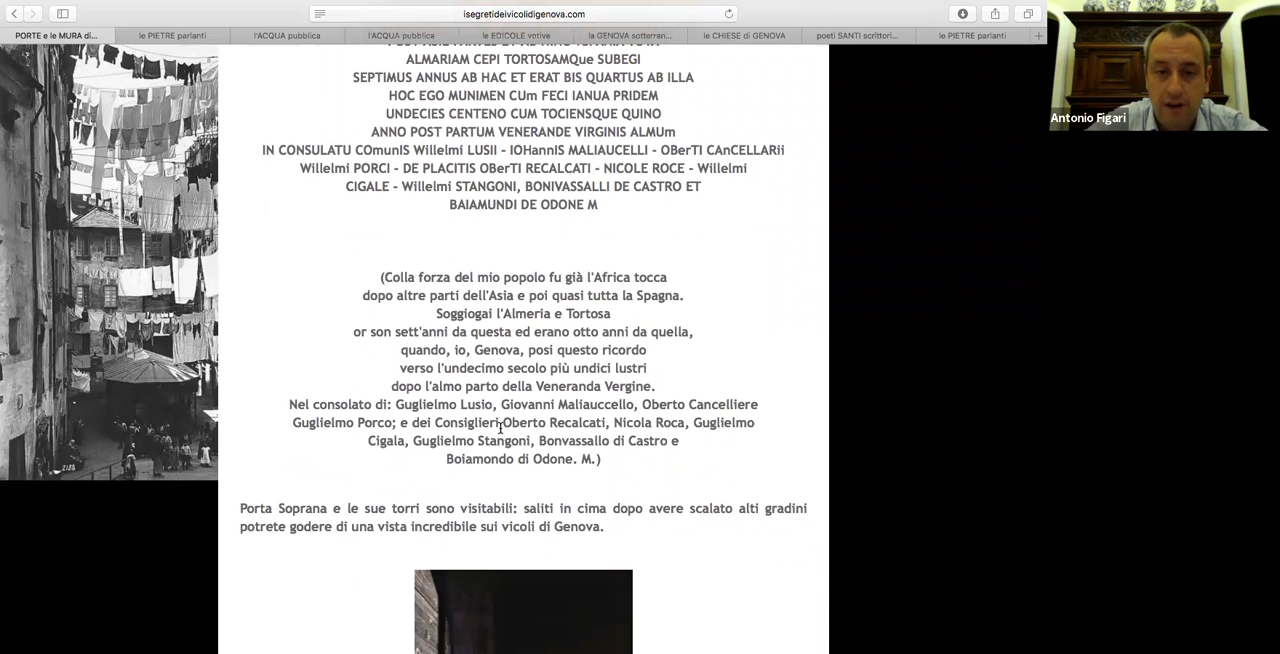 isegretideivicolidigenova.com
PORTE e le MURA di...
le PIETRE parianti
l'ACQUA pubblica
l'ACQUA pubblica
le EDICOLE votive
la GENOVA sotterran...
le CHIESE di GENOVA
poeti SANTI scrittori...
le PIETRE parianti
Antonio Figari
ALMARIAM CEPI TORTOSAMQue SUBEGI
SEPTIMUS ANNUS AB HAC ET ERAT BIS QUARTUS AB ILLA
HOC EGO MUNIMEN CUm FECI IANUA PRIDEM
UNDECIES CENTENO CUM TOCIENSQUE QUINO
ANNO POST PARTUM VENERANDE VIRGINIS ALMUm
IN CONSULATU COmunIS Willelmi LUSII - IOHannIS MALIAUCELLI - OBerTI CAnCELLARii
Willelmi PORCI - DE PLACITIS OBerTI RECALCATI - NICOLE ROCE - Willelmi
CIGALE - Willelmi STANGONI, BONIVASSALLI DE CASTRO ET
BAIAMUNDI DE ODONE M
(Colla forza del mio popolo fu già l'Africa tocca
dopo altre parti dell'Asia e poi quasi tutta la Spagna.
Soggiogai l'Almeria e Tortosa
or son sett'anni da questa ed erano otto anni da quella,
quando, io, Genova, posi questo ricordo
verso l'undecimo secolo più undici lustri
dopo l'almo parto della Veneranda Vergine.
Nel consolato di: Guglielmo Lusio, Giovanni Maliauccello, Oberto Cancelliere
Guglielmo Porco; e dei Consiglieri Oberto Recalcati, Nicola Roca, Guglielmo
Cigala, Guglielmo Stangoni, Bonvassallo di Castro e
Boiamondo di Odone. M.)
Porta Soprana e le sue torri sono visitabili: saliti in cima dopo avere scalato alti gradini
potrete godere di una vista incredibile sui vicoli di Genova.